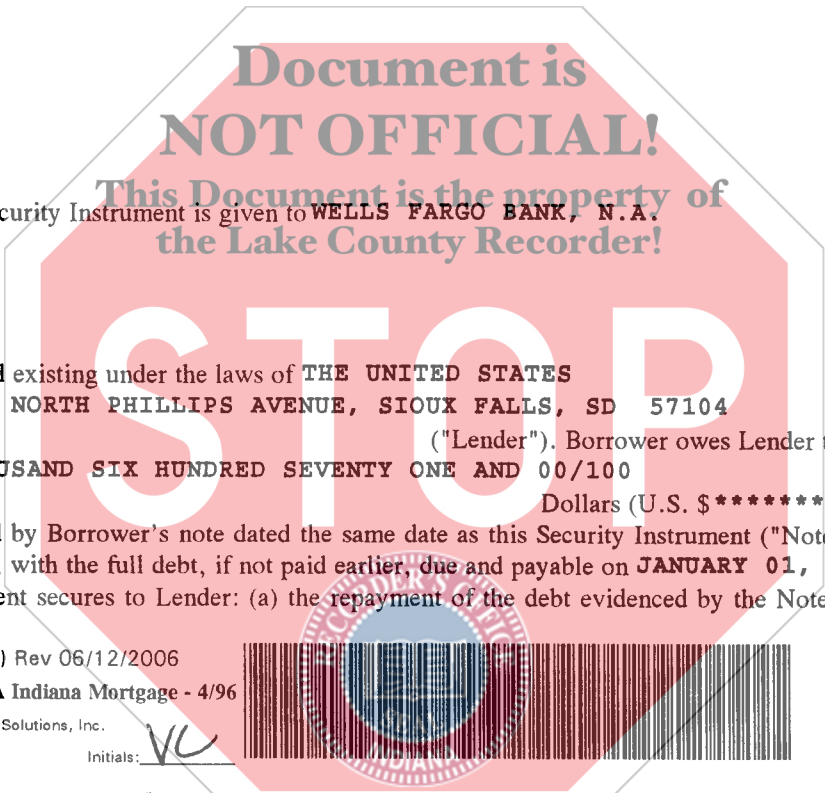 Document is
NOT OFFICIAL!
This Document is the property of
curity Instrument is given to WELLS FARGO BANK, N.A.
the Lake County Recorder!
STOP
existing under the laws of THE UNITED STATES
NORTH PHILLIPS AVENUE, SIOUX FALLS, SD 57104
("Lender"). Borrower owes Lender
USAND SIX HUNDRED SEVENTY ONE AND 00/100
Dollars (U.S. $*******
by Borrower's note dated the same date as this Security Instrument ("Note
with the full debt, if not paid earlier, due and payable on JANUARY 01,
ent secures to Lender: (a) the repayment of the debt evidenced by the Note
RECORDER'S OFFICE
) Rev 06/12/2006
Indiana Mortgage - 4/96
Solutions, Inc.
SEAL
Initials: VC
INDIANA